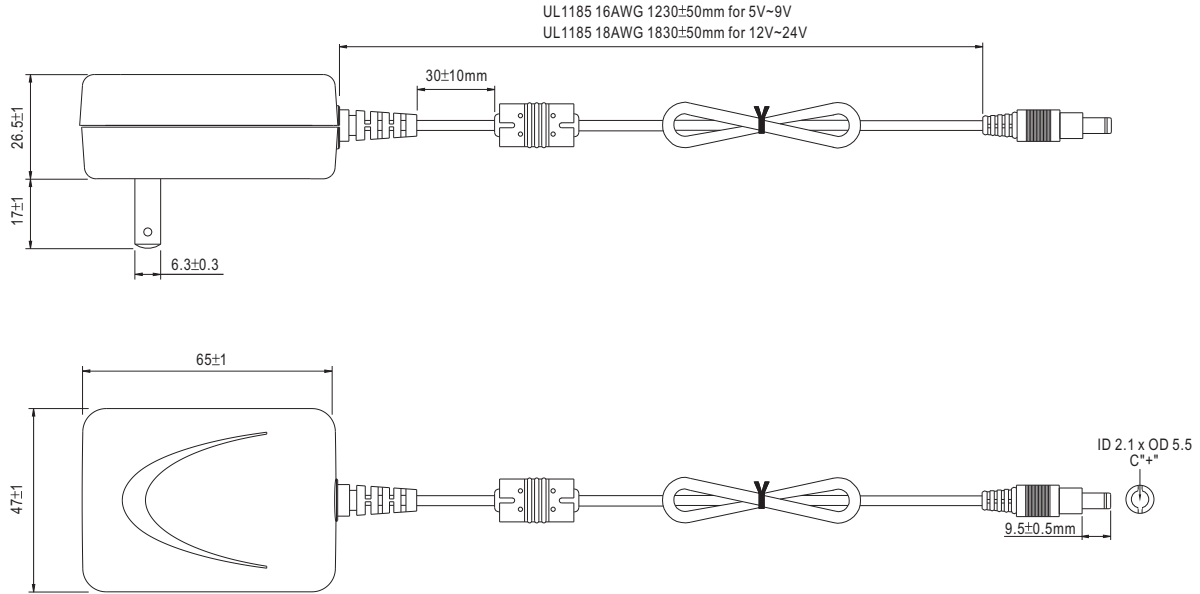 UL1185 16AWG 1230±50mm for 5V~9V
UL1185 18AWG 1830±50mm for 12V~24V
30±10mm
26.5±1
17±1
6.3±0.3
65±1
47±1
ID 2.1 x OD 5.5
C"+"
9.5±0.5mm